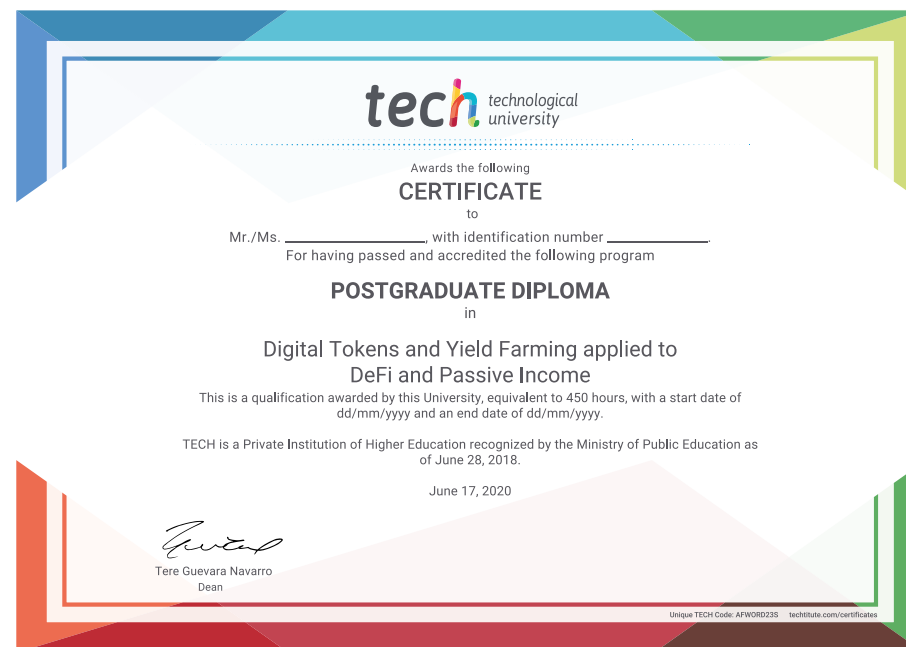 tech technological
university
Awards the following
CERTIFICATE
to
Mr./Ms. ____________________, with identification number ______________.
For having passed and accredited the following program
POSTGRADUATE DIPLOMA
in
Digital Tokens and Yield Farming applied to
DeFi and Passive Income
This is a qualification awarded by this University, equivalent to 450 hours, with a start date of
dd/mm/yyyy and an end date of dd/mm/yyyy.
TECH is a Private Institution of Higher Education recognized by the Ministry of Public Education as
of June 28, 2018.
June 17, 2020
Tere Guevara Navarro
Dean
Unique TECH Code: AFWORD23S techtitute.com/certificates